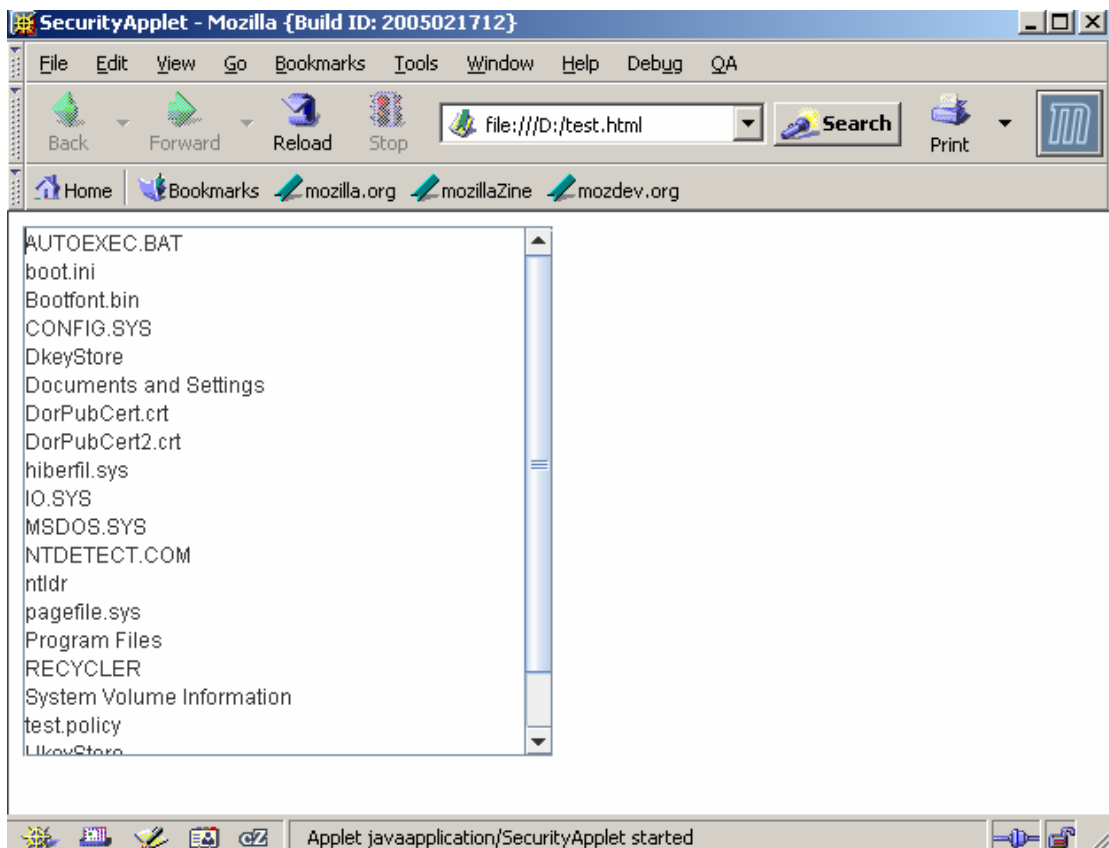 SecurityApplet - Mozilla {Build ID: 2005021712}
File Edit View Go Bookmarks Tools Window Help Debug QA
Back Forward Reload Stop file:///D:/test.html Search Print
Home Bookmarks mozilla.org mozillaZine mozdev.org
AUTOEXEC.BAT
boot.ini
Bootfont.bin
CONFIG.SYS
DkeyStore
Documents and Settings
DorPubCert.crt
DorPubCert2.crt
hiberfil.sys
IO.SYS
MSDOS.SYS
NTDETECT.COM
ntldr
pagefile.sys
Program Files
RECYCLER
System Volume Information
test.policy
cZ Applet javaapplication/SecurityApplet started